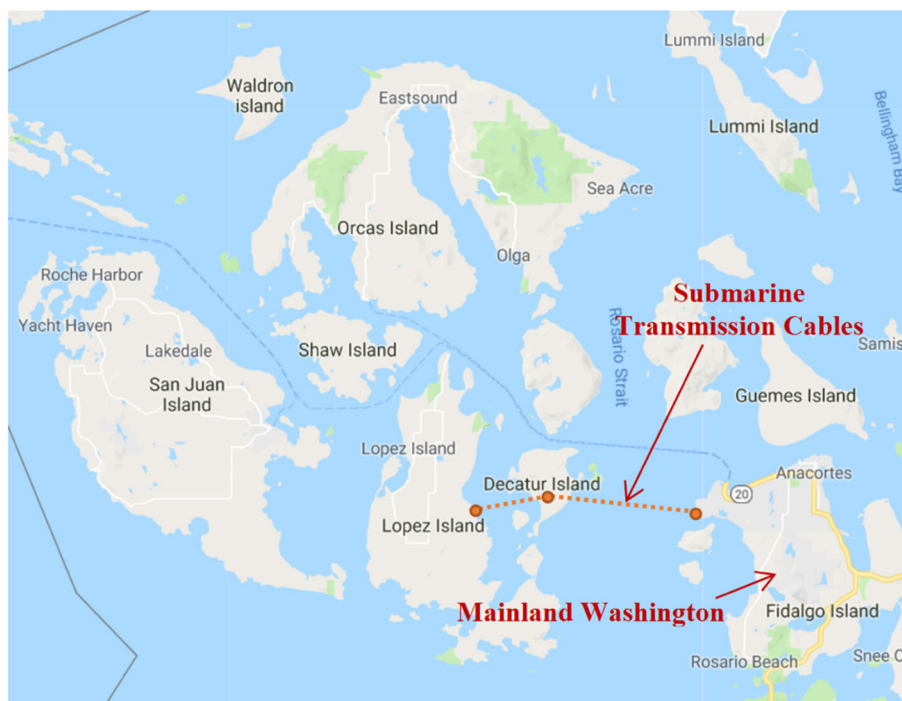 Lummi Island
Waldron
island
Eastsound
Bellingham Bay
Lummi Island
Sea Acre
Orcas Island
Olga
Roche Harbor
Submarine
Transmission Cables
Yacht Haven
Rosario Strait
Lakedale
Shaw Island
Samis
San Juan
Island
Guemes Island
Lopez Island
Anacortes
Decatur Island
20
Lopez Island
Mainland Washington
Fidalgo Island
Rosario Beach
Snee C